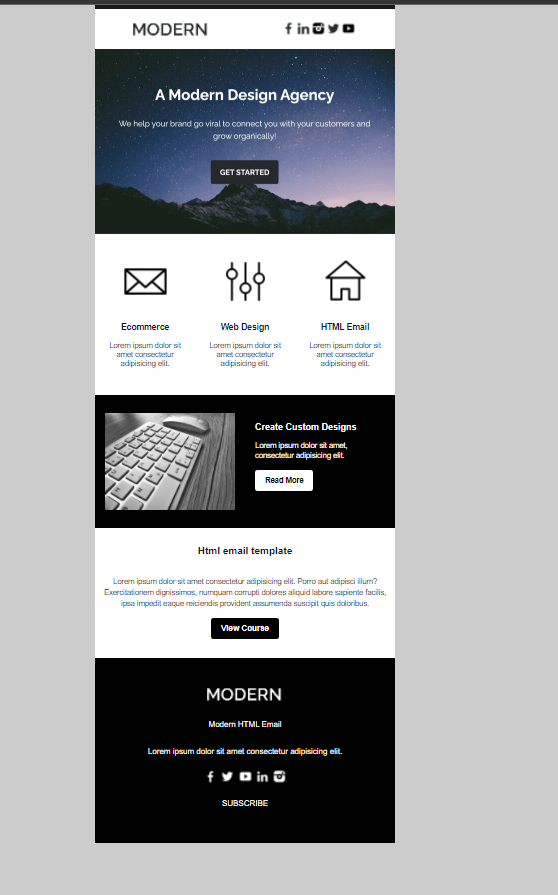 MODERN
A Modern Design Agency
We help your brand go viral to connect you with your customers and
grow organically!
GET STARTED
Ecommerce
Lorem ipsum dolor sit
amet consectetur
adipisicing elit.
Web Design
Lorem ipsum dolor sit
amet consectetur
adipisicing elit.
HTML Email
Lorem ipsum dolor sit
amet consectetur
adipisicing elit.
Create Custom Designs
Lorem ipsum dolor sit amet,
consectetur adipisicing elit.
Read More
Html email template
Lorem ipsum dolor sit amet consectetur adipisicing elit. Porro aut adipisci illum?
Exercitationem dignissimos, numquam corrupti dolores aliquid labore sapiente facilis,
ipsa impedit eaque reiciendis provident assumenda suscipit quis doloribus.
View Course
MODERN
Modern HTML Email
Lorem ipsum dolor sit amet consectetur adipisicing elit.
SUBSCRIBE